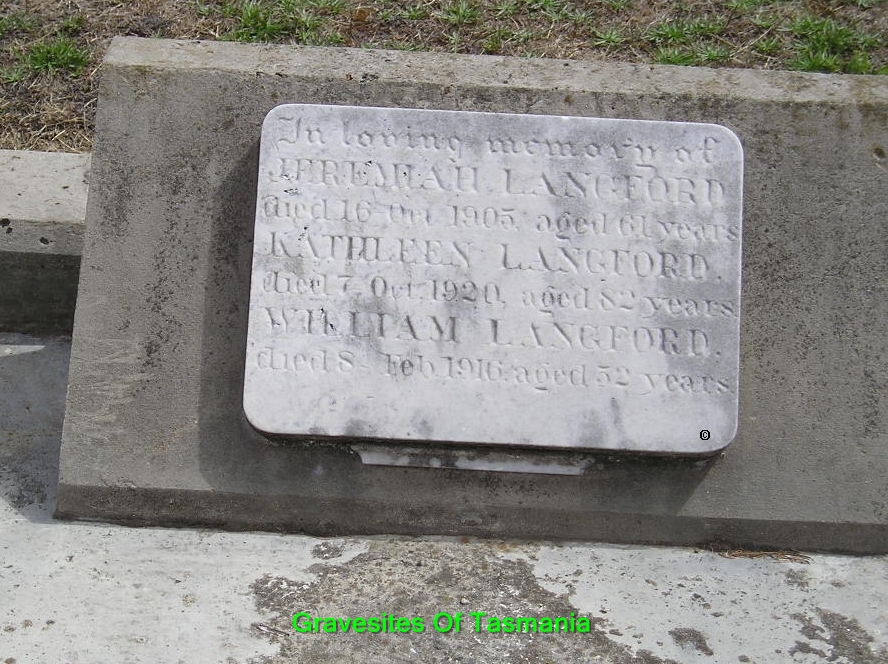 In loving memory of
JEREMIAH LANGFORD
died 16 Oct 1905, aged 61 years
KATHLEEN LANGFORD.
died 7 Oct. 1920, aged 82 years
WILLIAM LANGFORD.
died 8 Feb. 1916, aged 52 years
©
Gravesites Of Tasmania